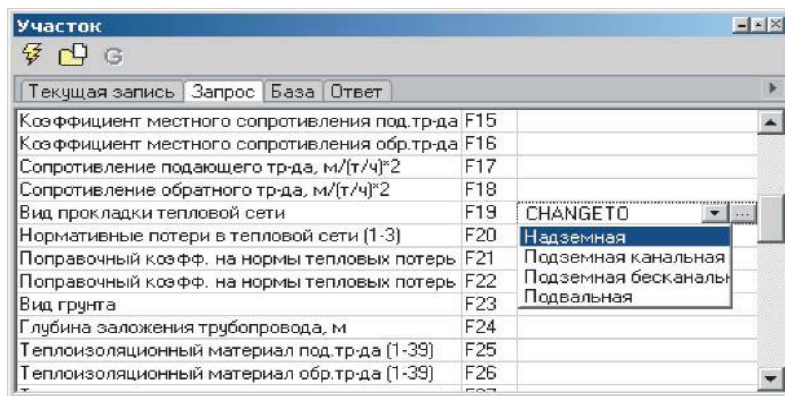 Участок
G
Текущая запись Запрос База Ответ
Коэффициент местного сопротивления под.тр-да F15
Коэффициент местного сопротивления обр.тр-да F16
Сопротивление подающего тр-да, м/(т/ч)*2 F17
Сопротивление обратного тр-да, м/(т/ч)*2 F18
Вид прокладки тепловой сети F19 CHANGETO ...
Нормативные потери в тепловой сети (1-3) F20 Надземная
Поправочный коэфф. на нормы тепловых потерь F21 Подземная канальная
Поправочный коэфф. на нормы тепловых потерь F22 Подземная бесканальн
Вид грунта F23 Подвальная
Глубина заложения трубопровода, м F24
Теплоизоляционный материал под.тр-да (1-39) F25
Теплоизоляционный материал обр.тр-да (1-39) F26